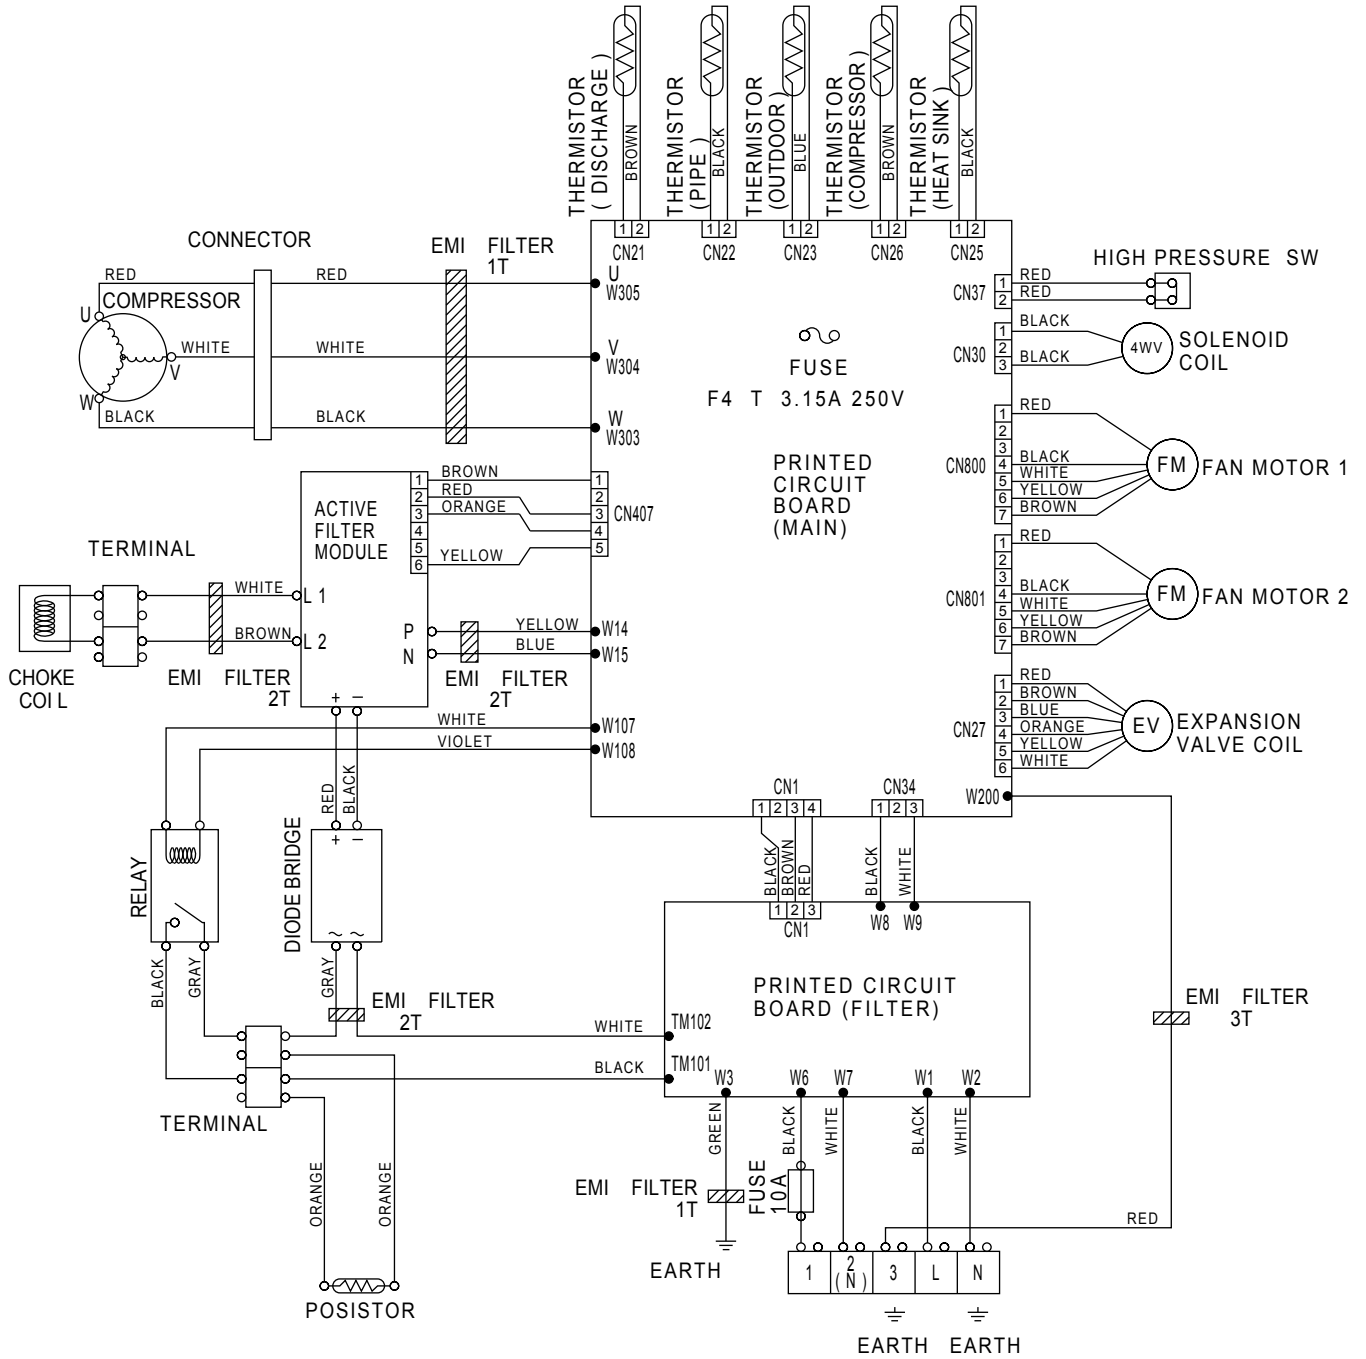 THERMISTOR
( DISCHARGE )
BROWN
THERMISTOR
(PIPE )
BLACK
THERMISTOR
(OUTDOOR)
BLUE
THERMISTOR
(COMPRESSOR)
BROWN
THERMISTOR
(HEAT SINK)
BLACK
1 2
CN21
1 2
CN22
1 2
CN23
1 2
CN26
1 2
CN25
CONNECTOR
EMI FILTER
1T
RED
RED
U
W305
COMPRESSOR
U
WHITE
WHITE
V
V
W304
W
BLACK
BLACK
W
W303
FUSE
F4 T 3.15A 250V
PRINTED
CIRCUIT
BOARD
(MAIN)
CN37
1
2
RED
RED
HIGH PRESSURE SW
CN30
1
2
3
BLACK
BLACK
4WV
SOLENOID
COIL
CN800
1
2
3
4
5
6
7
RED
BLACK
WHITE
YELLOW
BROWN
FM
FAN MOTOR 1
CN801
1
2
3
4
5
6
7
RED
BLACK
WHITE
YELLOW
BROWN
FM
FAN MOTOR 2
CN27
1
2
3
4
5
6
RED
BROWN
BLUE
ORANGE
YELLOW
WHITE
EV
EXPANSION
VALVE COIL
W200
ACTIVE
FILTER
MODULE
1
2
3
4
5
6
BROWN
RED
ORANGE
YELLOW
1
2
3
4
5
CN407
TERMINAL
CHOKE
COIL
WHITE
L 1
BROWN
L 2
EMI FILTER
2T
P
N
YELLOW
W14
BLUE
W15
EMI FILTER
2T
+ −
WHITE
W107
VIOLET
W108
RED
BLACK
RELAY
DIODE BRIDGE
+ −
~ ~
BLACK
GRAY
GRAY
EMI FILTER
2T
TERMINAL
ORANGE
ORANGE
POSISTOR
CN1
1 2 3 4
CN34
1 2 3
BLACK
BROWN
RED
BLACK
WHITE
1 2 3
CN1
W8
W9
PRINTED CIRCUIT
BOARD (FILTER)
WHITE
TM102
BLACK
TM101
W3
W6
W7
W1
W2
GREEN
BLACK
WHITE
BLACK
WHITE
EMI FILTER
1T
EARTH
FUSE
10A
EMI FILTER
3T
RED
1
2
( N )
3
L
N
EARTH
EARTH